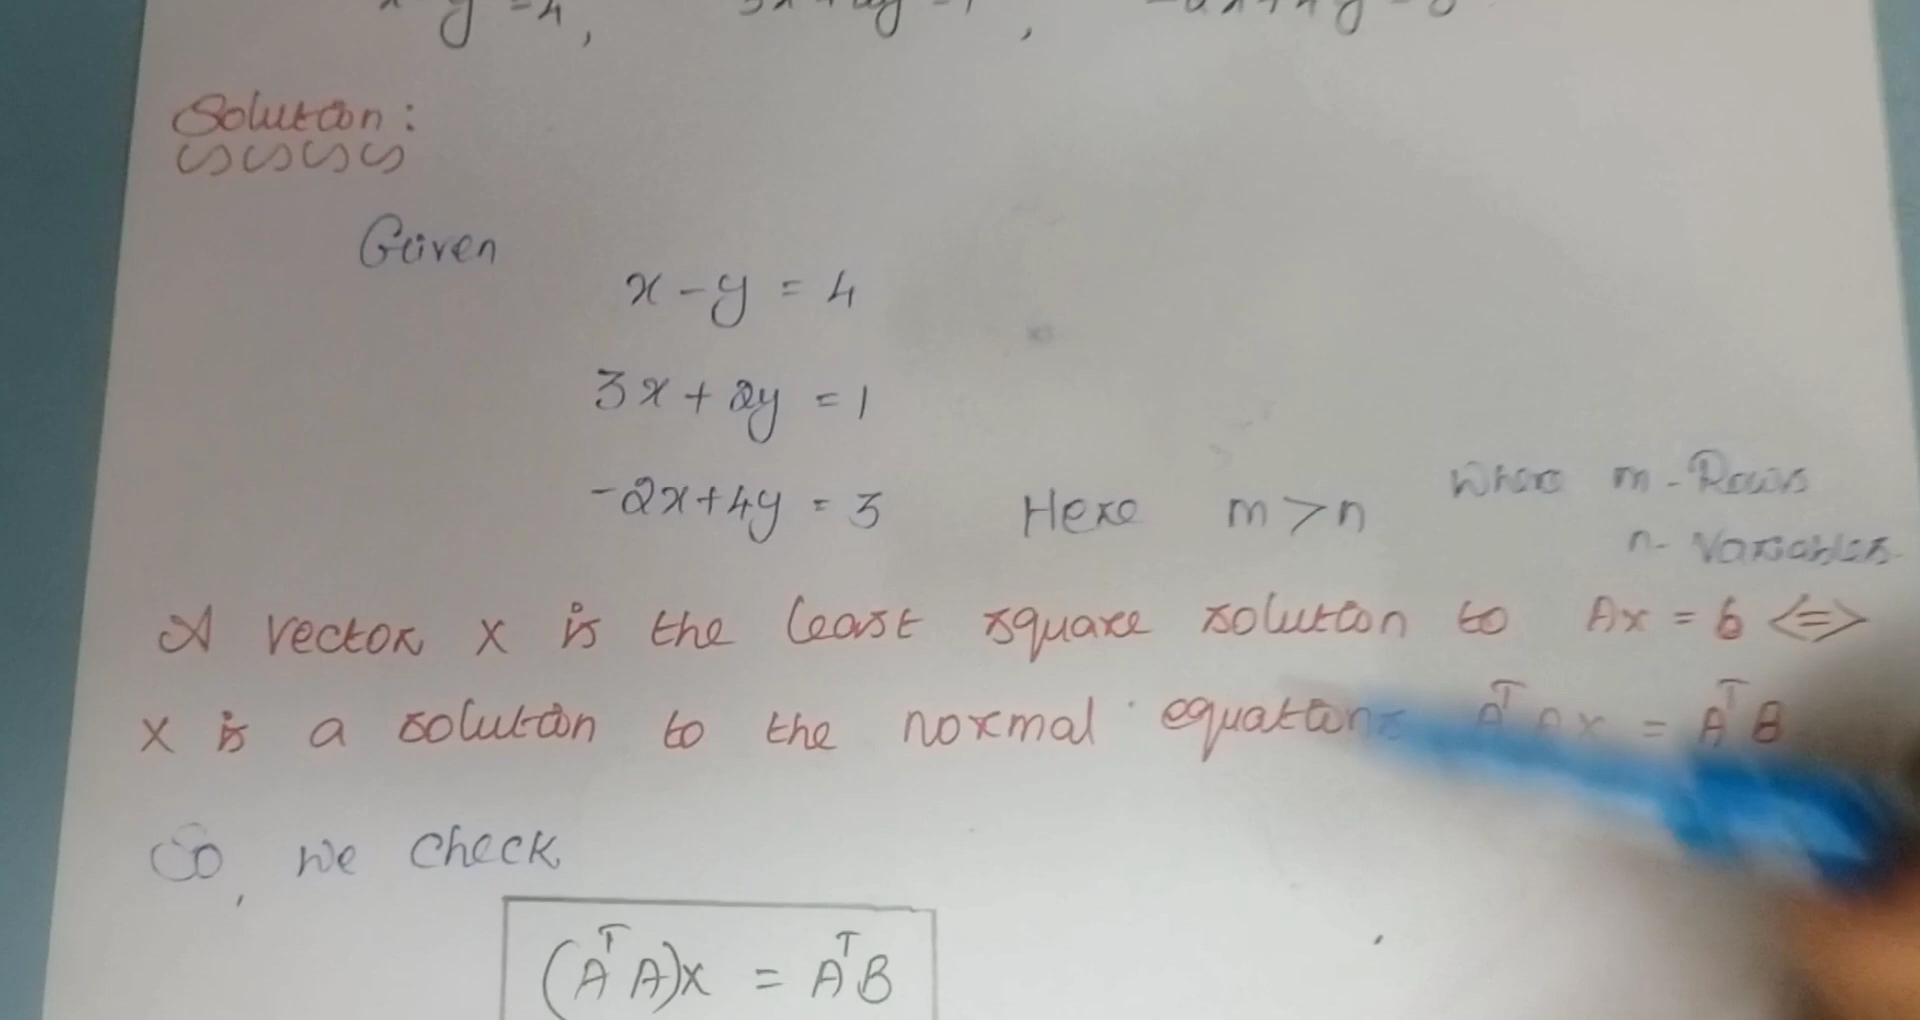 Solution:
Given
x - y = 4
3x + 2y = 1
-2x + 4y = 3 Here m > n where m - Rows
n - Variables
A vector x is the least square solution to Ax = b <=>
x is a solution to the normal equations AᵀAx = AᵀB
So, we check
(AᵀA)x = AᵀB